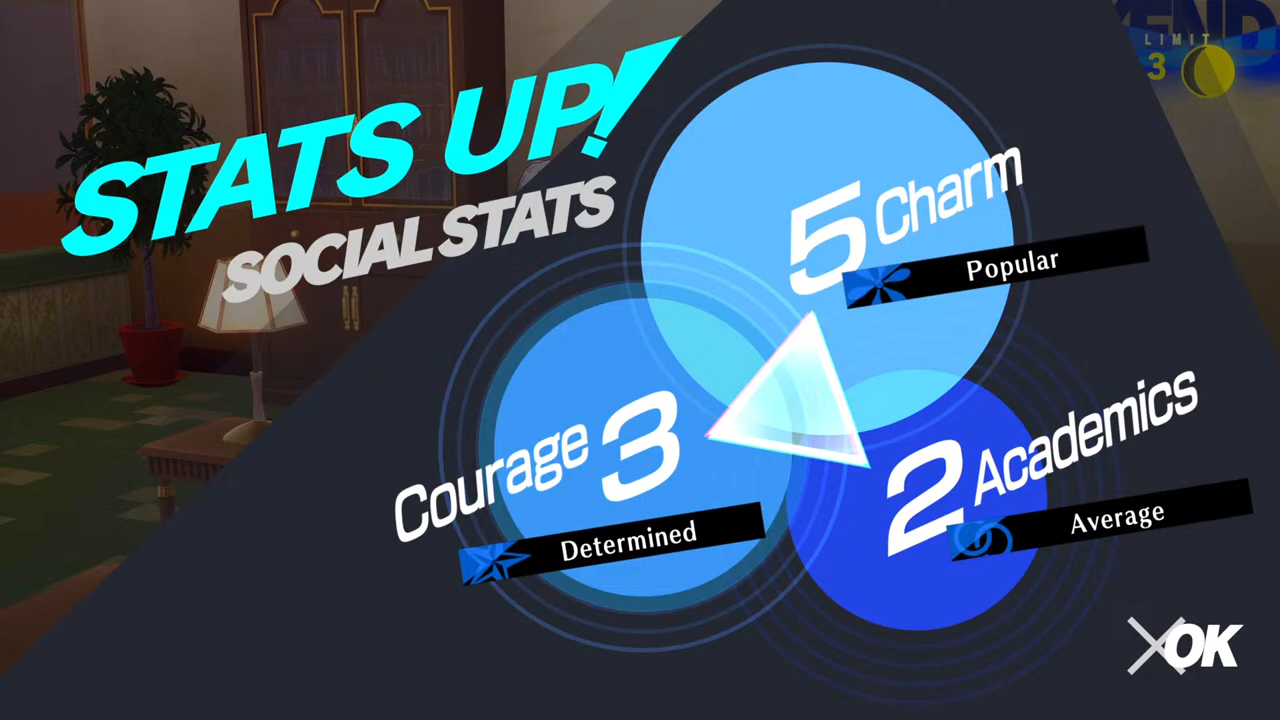 STATS UP!
SOCIAL STATS
LIMIT
3
5 Charm
Popular
Courage 3
Determined
2 Academics
Average
OK